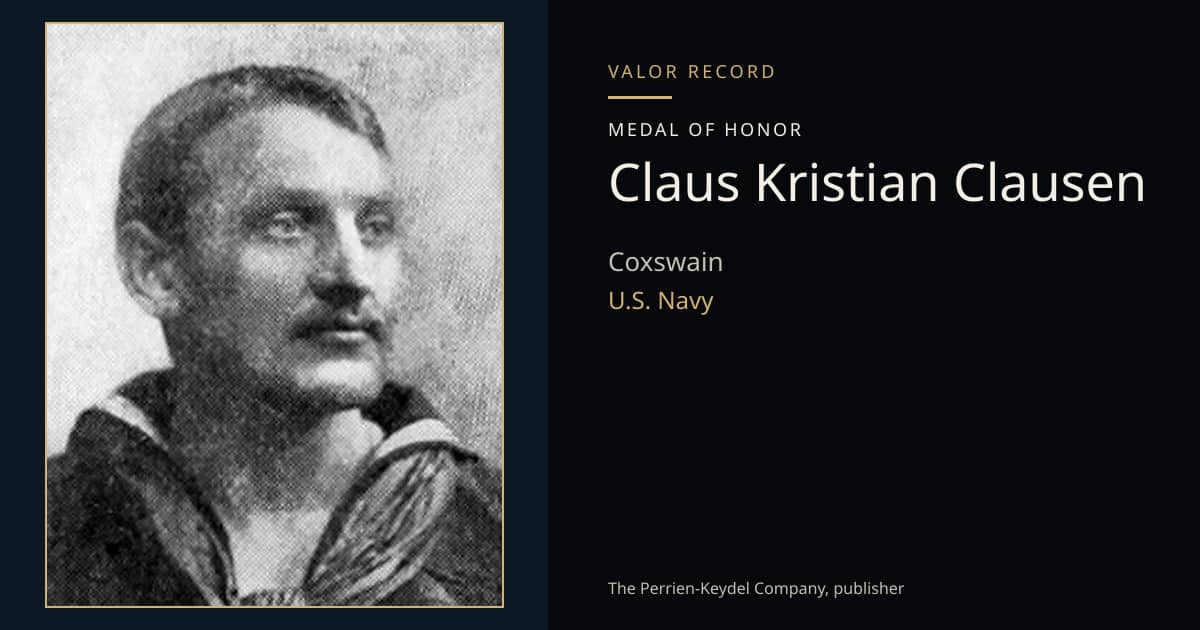 VALOR RECORD
MEDAL OF HONOR
Claus Kristian Clausen
Coxswain
U.S. Navy
The Perrien-Keydel Company, publisher